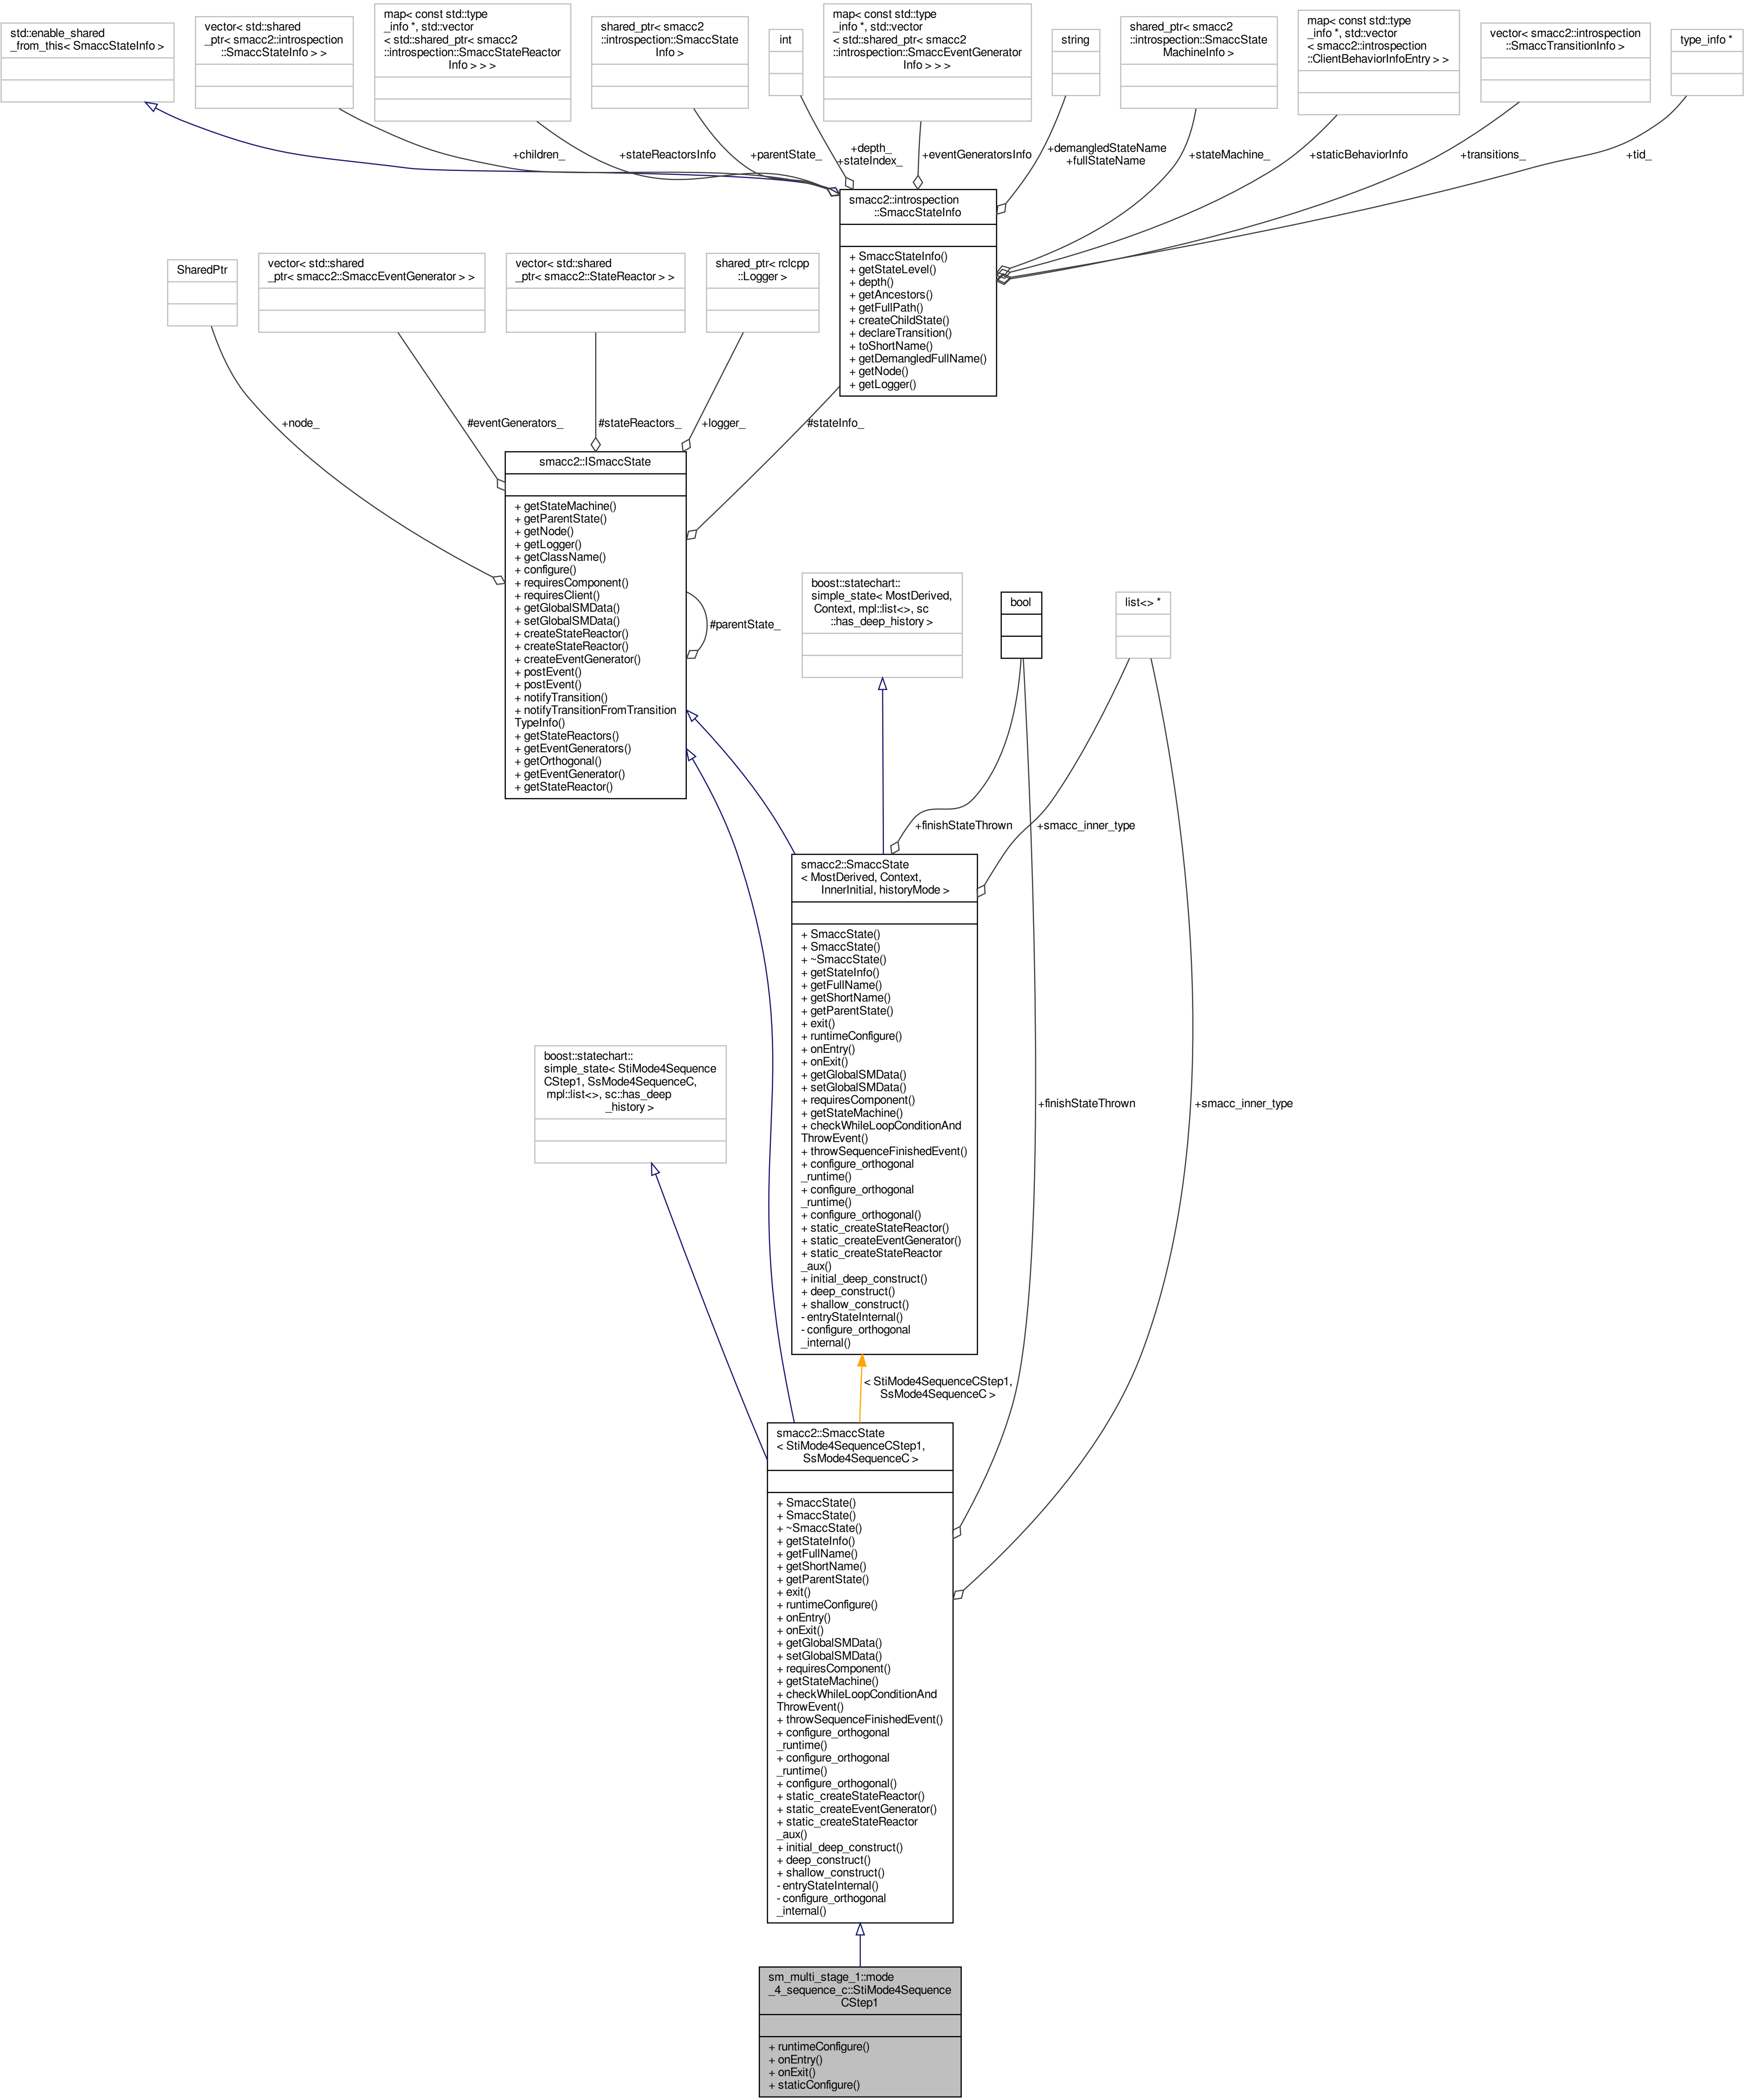 std::enable_shared
_from_this< SmaccStateInfo >
vector< std::shared
_ptr< smacc2::introspection
::SmaccStateInfo > >
map< const std::type
_info *, std::vector
< std::shared_ptr< smacc2
::introspection::SmaccStateReactor
Info > > >
shared_ptr< smacc2
::introspection::SmaccState
Info >
int
map< const std::type
_info *, std::vector
< std::shared_ptr< smacc2
::introspection::SmaccEventGenerator
Info > > >
string
shared_ptr< smacc2
::introspection::SmaccState
MachineInfo >
map< const std::type
_info *, std::vector
< smacc2::introspection
::ClientBehaviorInfoEntry > >
vector< smacc2::introspection
::SmaccTransitionInfo >
type_info *
+children_
+stateReactorsInfo
+parentState_
+depth_
+stateIndex_
+eventGeneratorsInfo
+demangledStateName
+fullStateName
+stateMachine_
+staticBehaviorInfo
+transitions_
+tid_
smacc2::introspection
::SmaccStateInfo
+ SmaccStateInfo()
+ getStateLevel()
+ depth()
+ getAncestors()
+ getFullPath()
+ createChildState()
+ declareTransition()
+ toShortName()
+ getDemangledFullName()
+ getNode()
+ getLogger()
SharedPtr
vector< std::shared
_ptr< smacc2::SmaccEventGenerator > >
vector< std::shared
_ptr< smacc2::StateReactor > >
shared_ptr< rclcpp
::Logger >
+node_
#eventGenerators_
#stateReactors_
+logger_
#stateInfo_
smacc2::ISmaccState
+ getStateMachine()
+ getParentState()
+ getNode()
+ getLogger()
+ getClassName()
+ configure()
+ requiresComponent()
+ requiresClient()
+ getGlobalSMData()
+ setGlobalSMData()
+ createStateReactor()
+ createStateReactor()
+ createEventGenerator()
+ postEvent()
+ postEvent()
+ notifyTransition()
+ notifyTransitionFromTransition
TypeInfo()
+ getStateReactors()
+ getEventGenerators()
+ getOrthogonal()
+ getEventGenerator()
+ getStateReactor()
#parentState_
boost::statechart::
simple_state< MostDerived,
Context, mpl::list<>, sc
::has_deep_history >
bool
list<> *
+finishStateThrown
+smacc_inner_type
smacc2::SmaccState
< MostDerived, Context,
InnerInitial, historyMode >
+ SmaccState()
+ SmaccState()
+ ~SmaccState()
+ getStateInfo()
+ getFullName()
+ getShortName()
+ getParentState()
+ exit()
+ runtimeConfigure()
+ onEntry()
+ onExit()
+ getGlobalSMData()
+ setGlobalSMData()
+ requiresComponent()
+ getStateMachine()
+ checkWhileLoopConditionAnd
ThrowEvent()
+ throwSequenceFinishedEvent()
+ configure_orthogonal
_runtime()
+ configure_orthogonal
_runtime()
+ configure_orthogonal()
+ static_createStateReactor()
+ static_createEventGenerator()
+ static_createStateReactor
_aux()
+ initial_deep_construct()
+ deep_construct()
+ shallow_construct()
- entryStateInternal()
- configure_orthogonal
_internal()
boost::statechart::
simple_state< StiMode4Sequence
CStep1, SsMode4SequenceC,
mpl::list<>, sc::has_deep
_history >
+finishStateThrown
+smacc_inner_type
< StiMode4SequenceCStep1,
SsMode4SequenceC >
smacc2::SmaccState
< StiMode4SequenceCStep1,
SsMode4SequenceC >
+ SmaccState()
+ SmaccState()
+ ~SmaccState()
+ getStateInfo()
+ getFullName()
+ getShortName()
+ getParentState()
+ exit()
+ runtimeConfigure()
+ onEntry()
+ onExit()
+ getGlobalSMData()
+ setGlobalSMData()
+ requiresComponent()
+ getStateMachine()
+ checkWhileLoopConditionAnd
ThrowEvent()
+ throwSequenceFinishedEvent()
+ configure_orthogonal
_runtime()
+ configure_orthogonal
_runtime()
+ configure_orthogonal()
+ static_createStateReactor()
+ static_createEventGenerator()
+ static_createStateReactor
_aux()
+ initial_deep_construct()
+ deep_construct()
+ shallow_construct()
- entryStateInternal()
- configure_orthogonal
_internal()
sm_multi_stage_1::mode
_4_sequence_c::StiMode4Sequence
CStep1
+ runtimeConfigure()
+ onEntry()
+ onExit()
+ staticConfigure()